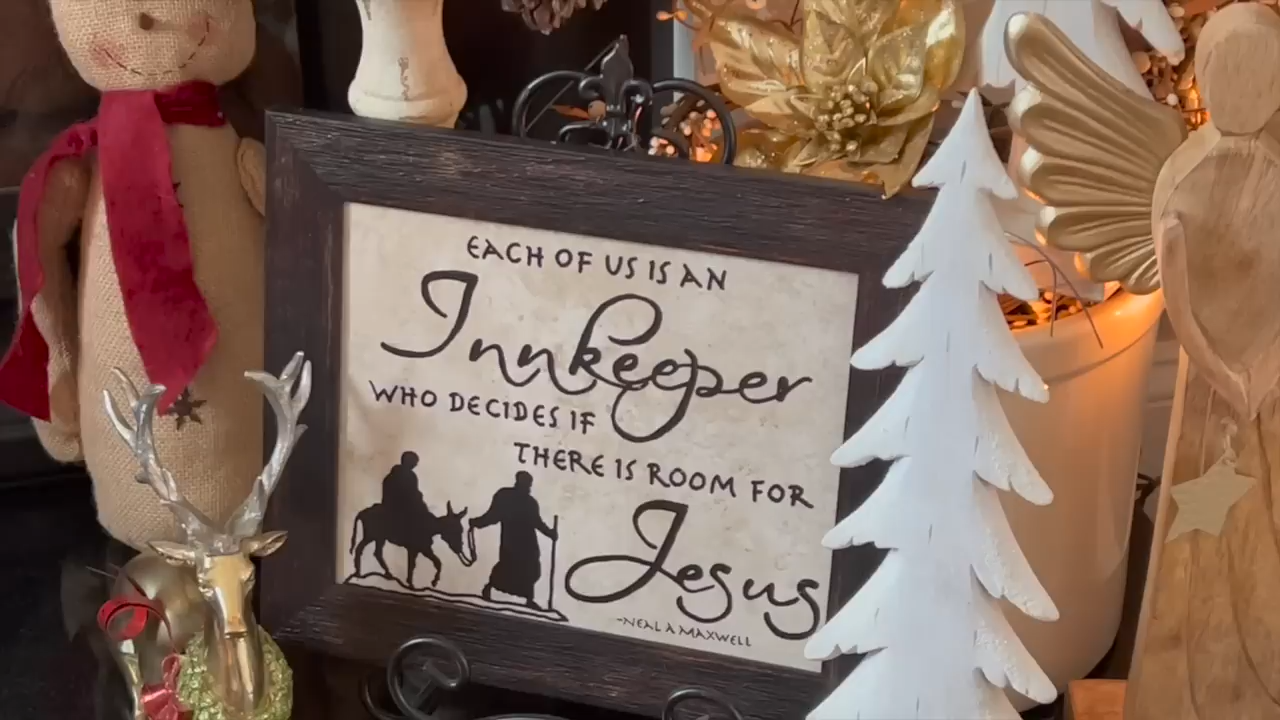 EACH OF US IS AN
Innkeeper
WHO DECIDES IF
THERE IS ROOM FOR
Jesus
-NEAL A MAXWELL